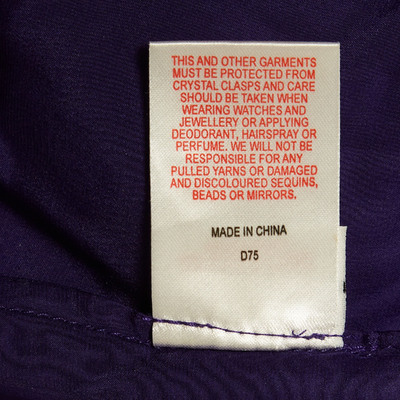 THIS AND OTHER GARMENTS
MUST BE PROTECTED FROM
CRYSTAL CLASPS AND CARE
SHOULD BE TAKEN WHEN
WEARING WATCHES AND
JEWELLERY OR APPLYING
DEODORANT, HAIRSPRAY OR
PERFUME. WE WILL NOT BE
RESPONSIBLE FOR ANY
PULLED YARNS OR DAMAGED
AND DISCOLOURED SEQUINS,
BEADS OR MIRRORS.
MADE IN CHINA
D75